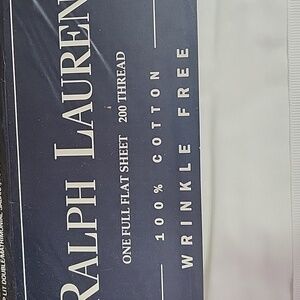 RALPH LAUREN
ONE FULL FLAT SHEET 200 THREAD
100% COTTON
WRINKLE FREE